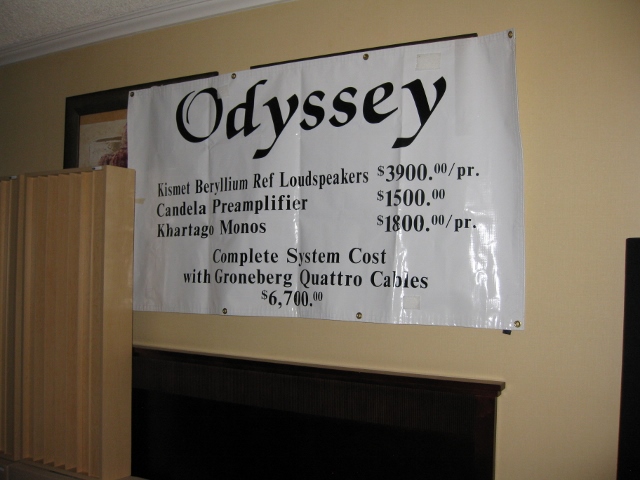 Odyssey
Kismet Beryllium Ref Loudspeakers $3900.00/pr.
Candela Preamplifier $1500.00
Khartago Monos $1800.00/pr.
Complete System Cost
with Groneberg Quattro Cables
$6,700.00